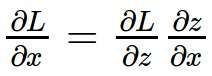 ∂L/∂x = ∂L/∂z ∂z/∂x